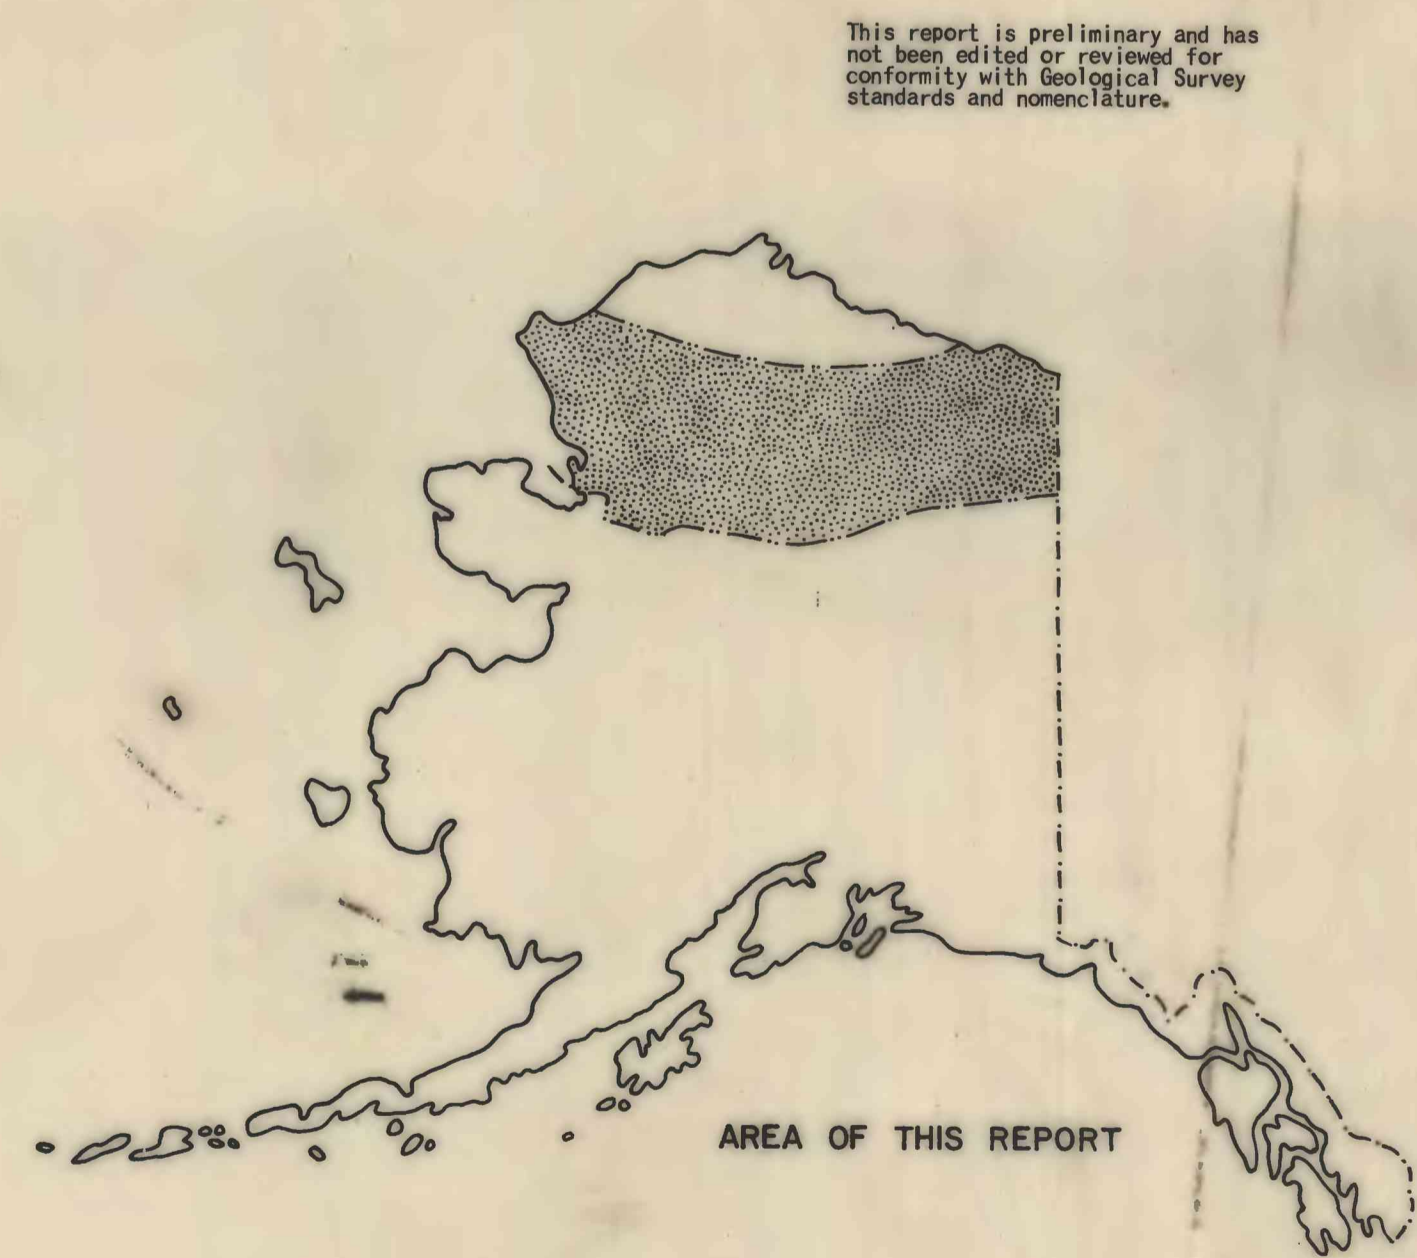 This report is preliminary and has
not been edited or reviewed for
conformity with Geological Survey
standards and nomenclature.
AREA OF THIS REPORT